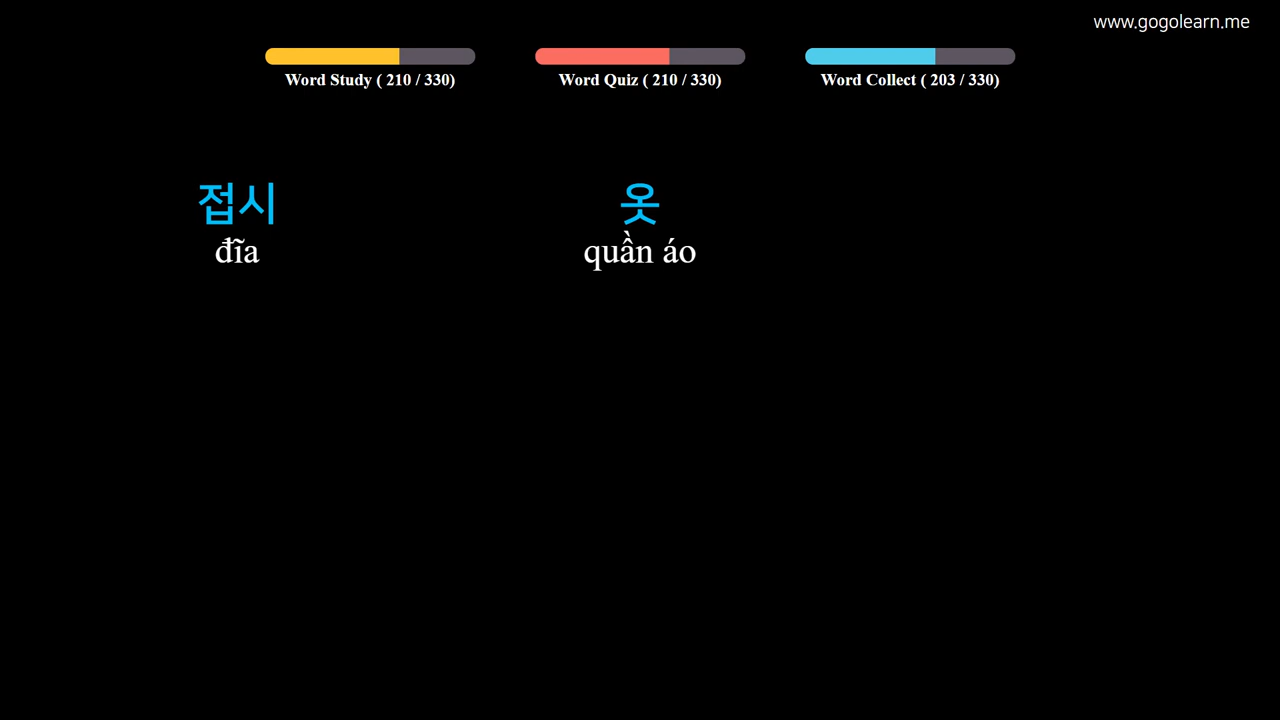 www.gogolearn.me
Word Study ( 210 / 330)
Word Quiz ( 210 / 330)
Word Collect ( 203 / 330)
접시
đĩa
옷
quần áo